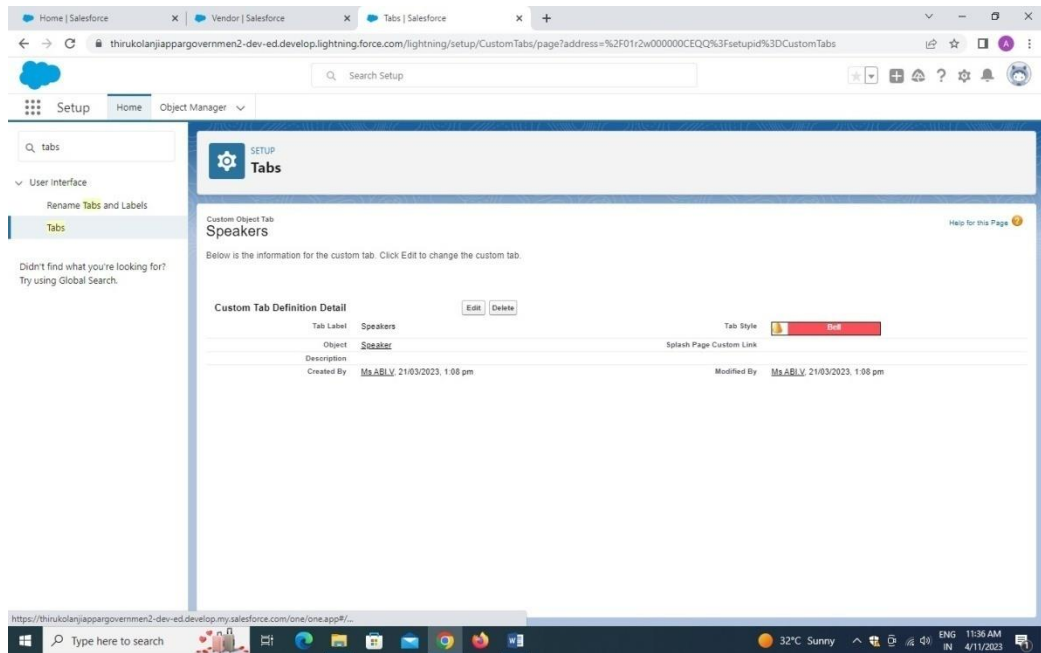 Home | Salesforce
Vendor | Salesforce
Tabs | Salesforce
thirukolanjiappargovernmen2-dev-ed.develop.lightning.force.com/lightning/setup/CustomTabs/page?address=%2F01r2w000000CEQQ%3Fsetupid%3DCustomTabs
A
Search Setup
Setup
Home
Object Manager
tabs
User Interface
Rename Tabs and Labels
Tabs
Didn't find what you're looking for?
Try using Global Search.
SETUP
Tabs
Custom Object Tab
Speakers
Help for this Page
Below is the information for the custom tab. Click Edit to change the custom tab.
Custom Tab Definition Detail Edit Delete
Tab Label Speakers Tab Style Bell
Object Speaker Splash Page Custom Link
Description
Created By Ms ABI.V, 21/03/2023, 1:08 pm Modified By Ms ABI.V, 21/03/2023, 1:08 pm
https://thirukolanjiappargovernmen2-dev-ed.develop.my.salesforce.com/one/one.app#/...
Type here to search
32°C Sunny
ENG 11:36 AM
IN 4/11/2023